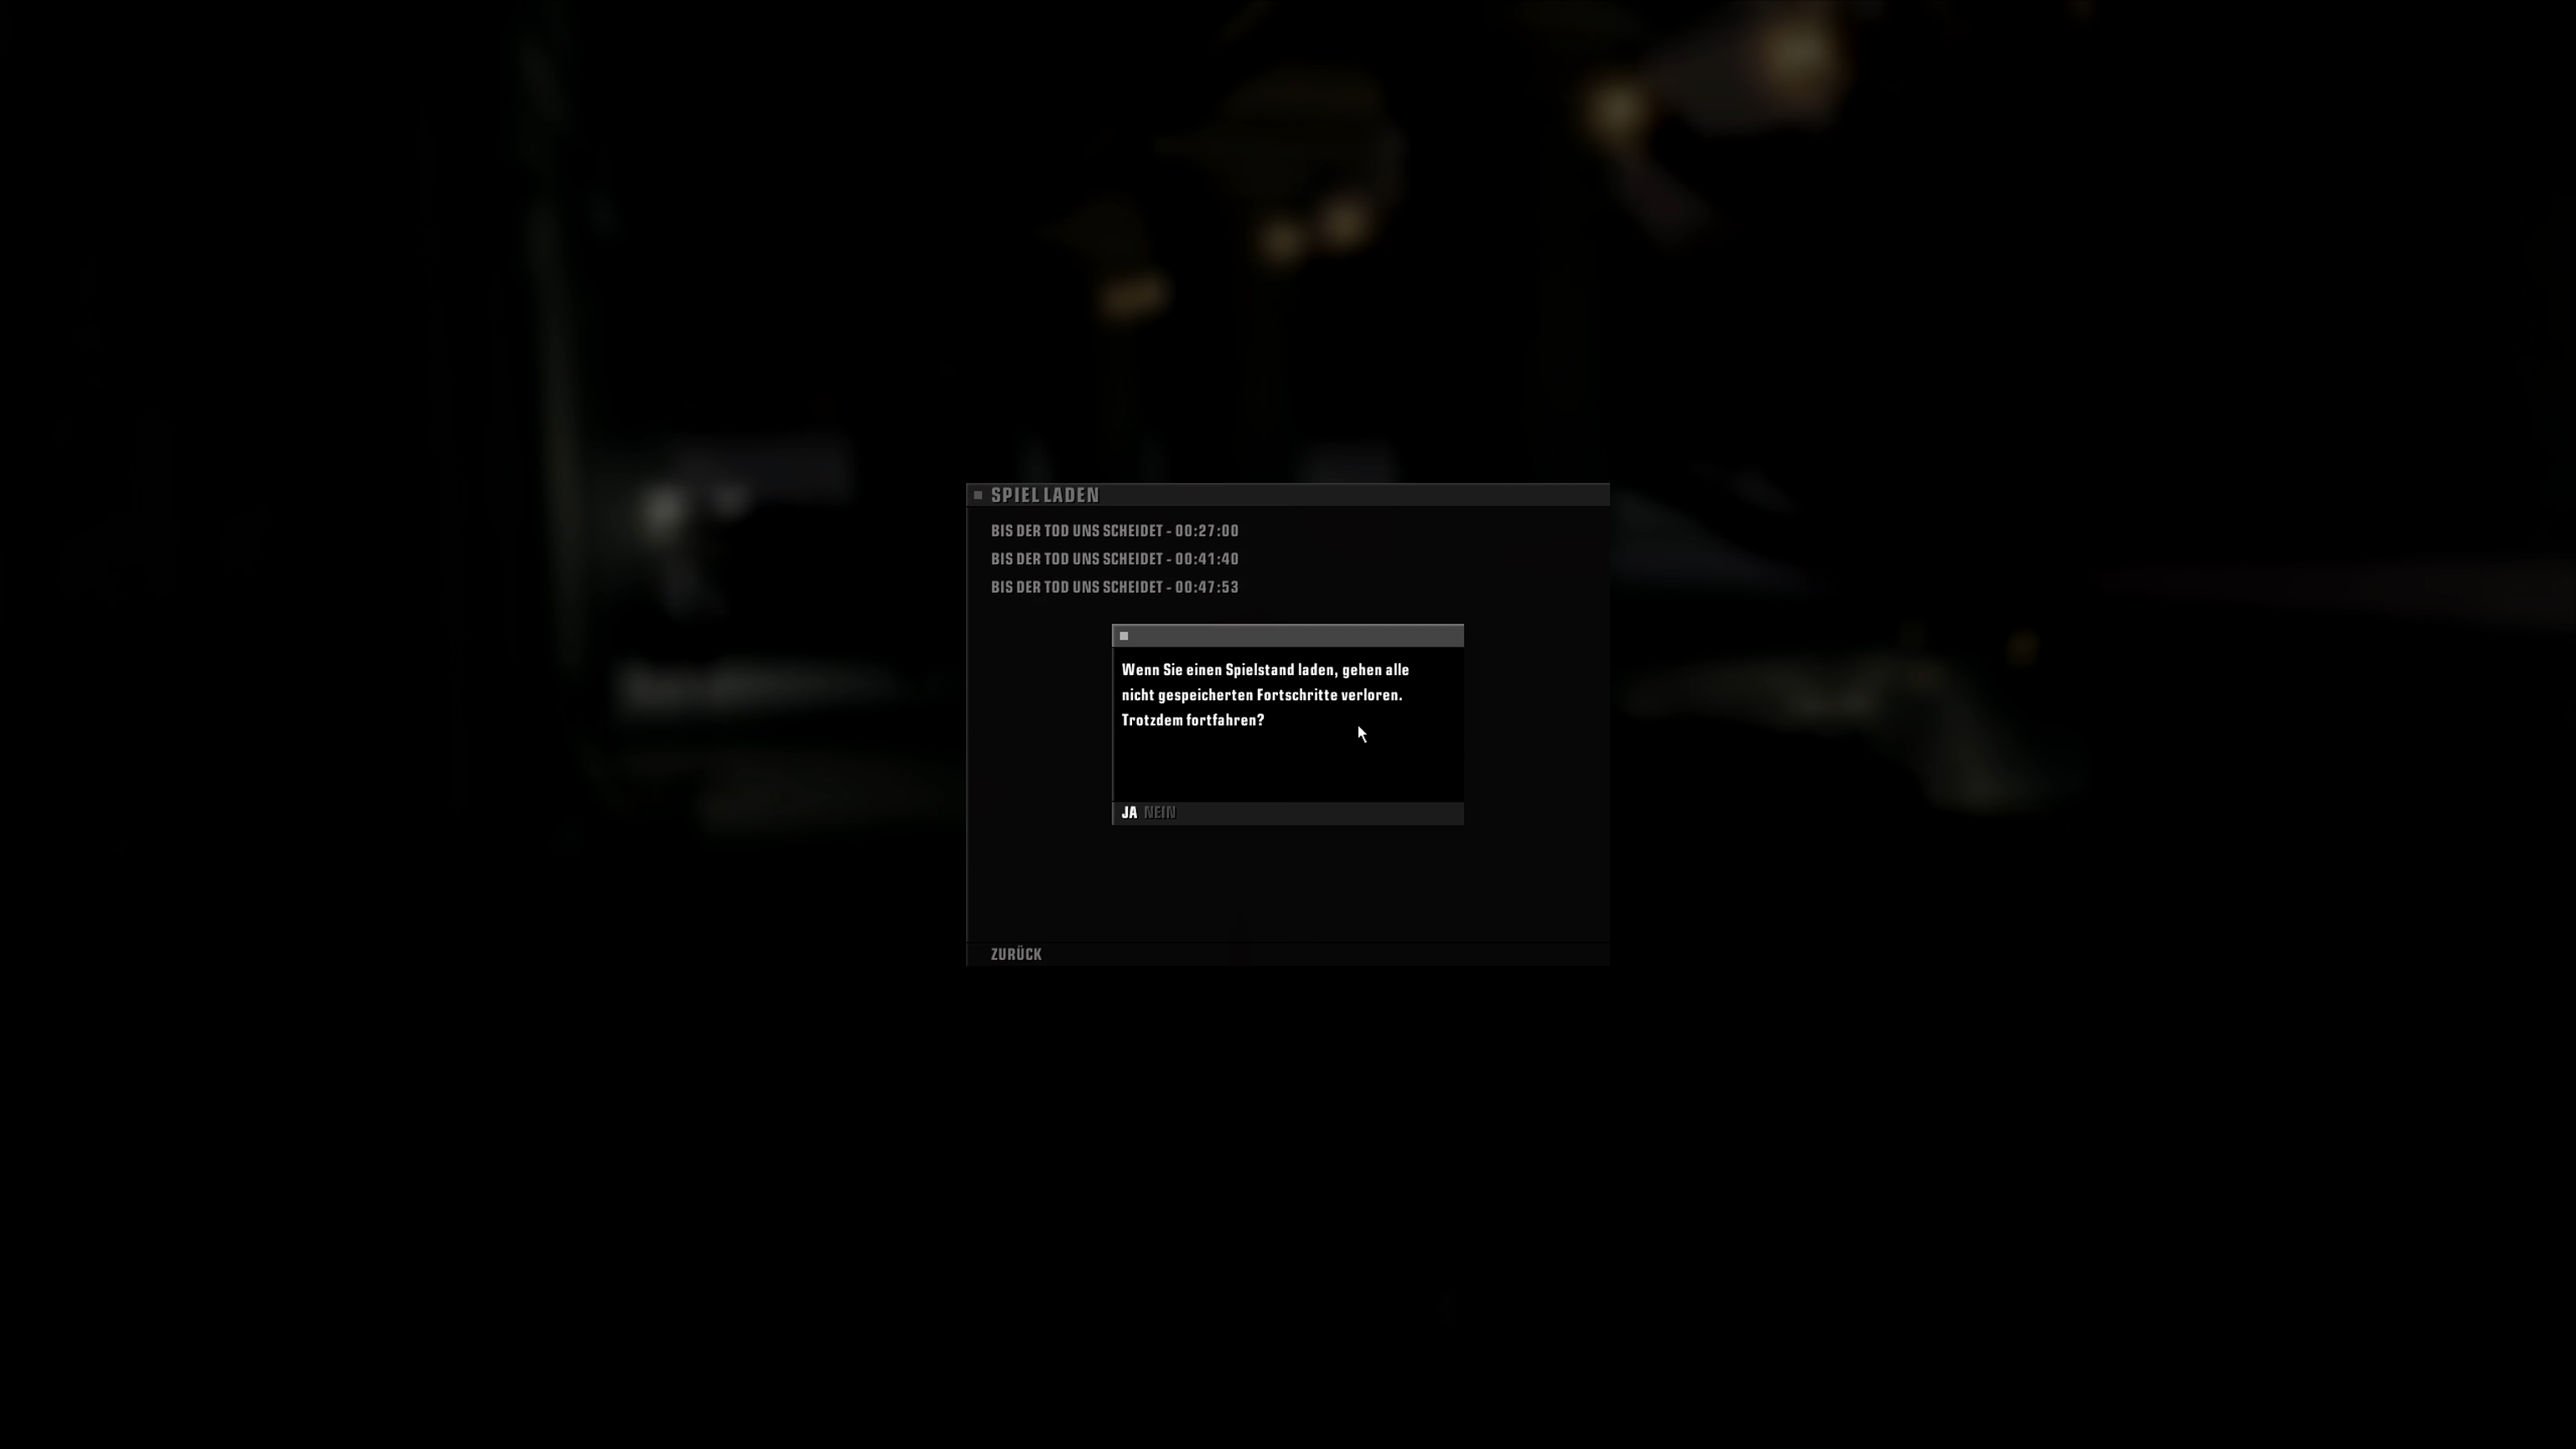 SPIEL LADEN
BIS DER TOD UNS SCHEIDET - 00:27:00
BIS DER TOD UNS SCHEIDET - 00:41:40
BIS DER TOD UNS SCHEIDET - 00:47:53
Wenn Sie einen Spielstand laden, gehen alle
nicht gespeicherten Fortschritte verloren.
Trotzdem fortfahren?
JA NEIN
ZURÜCK